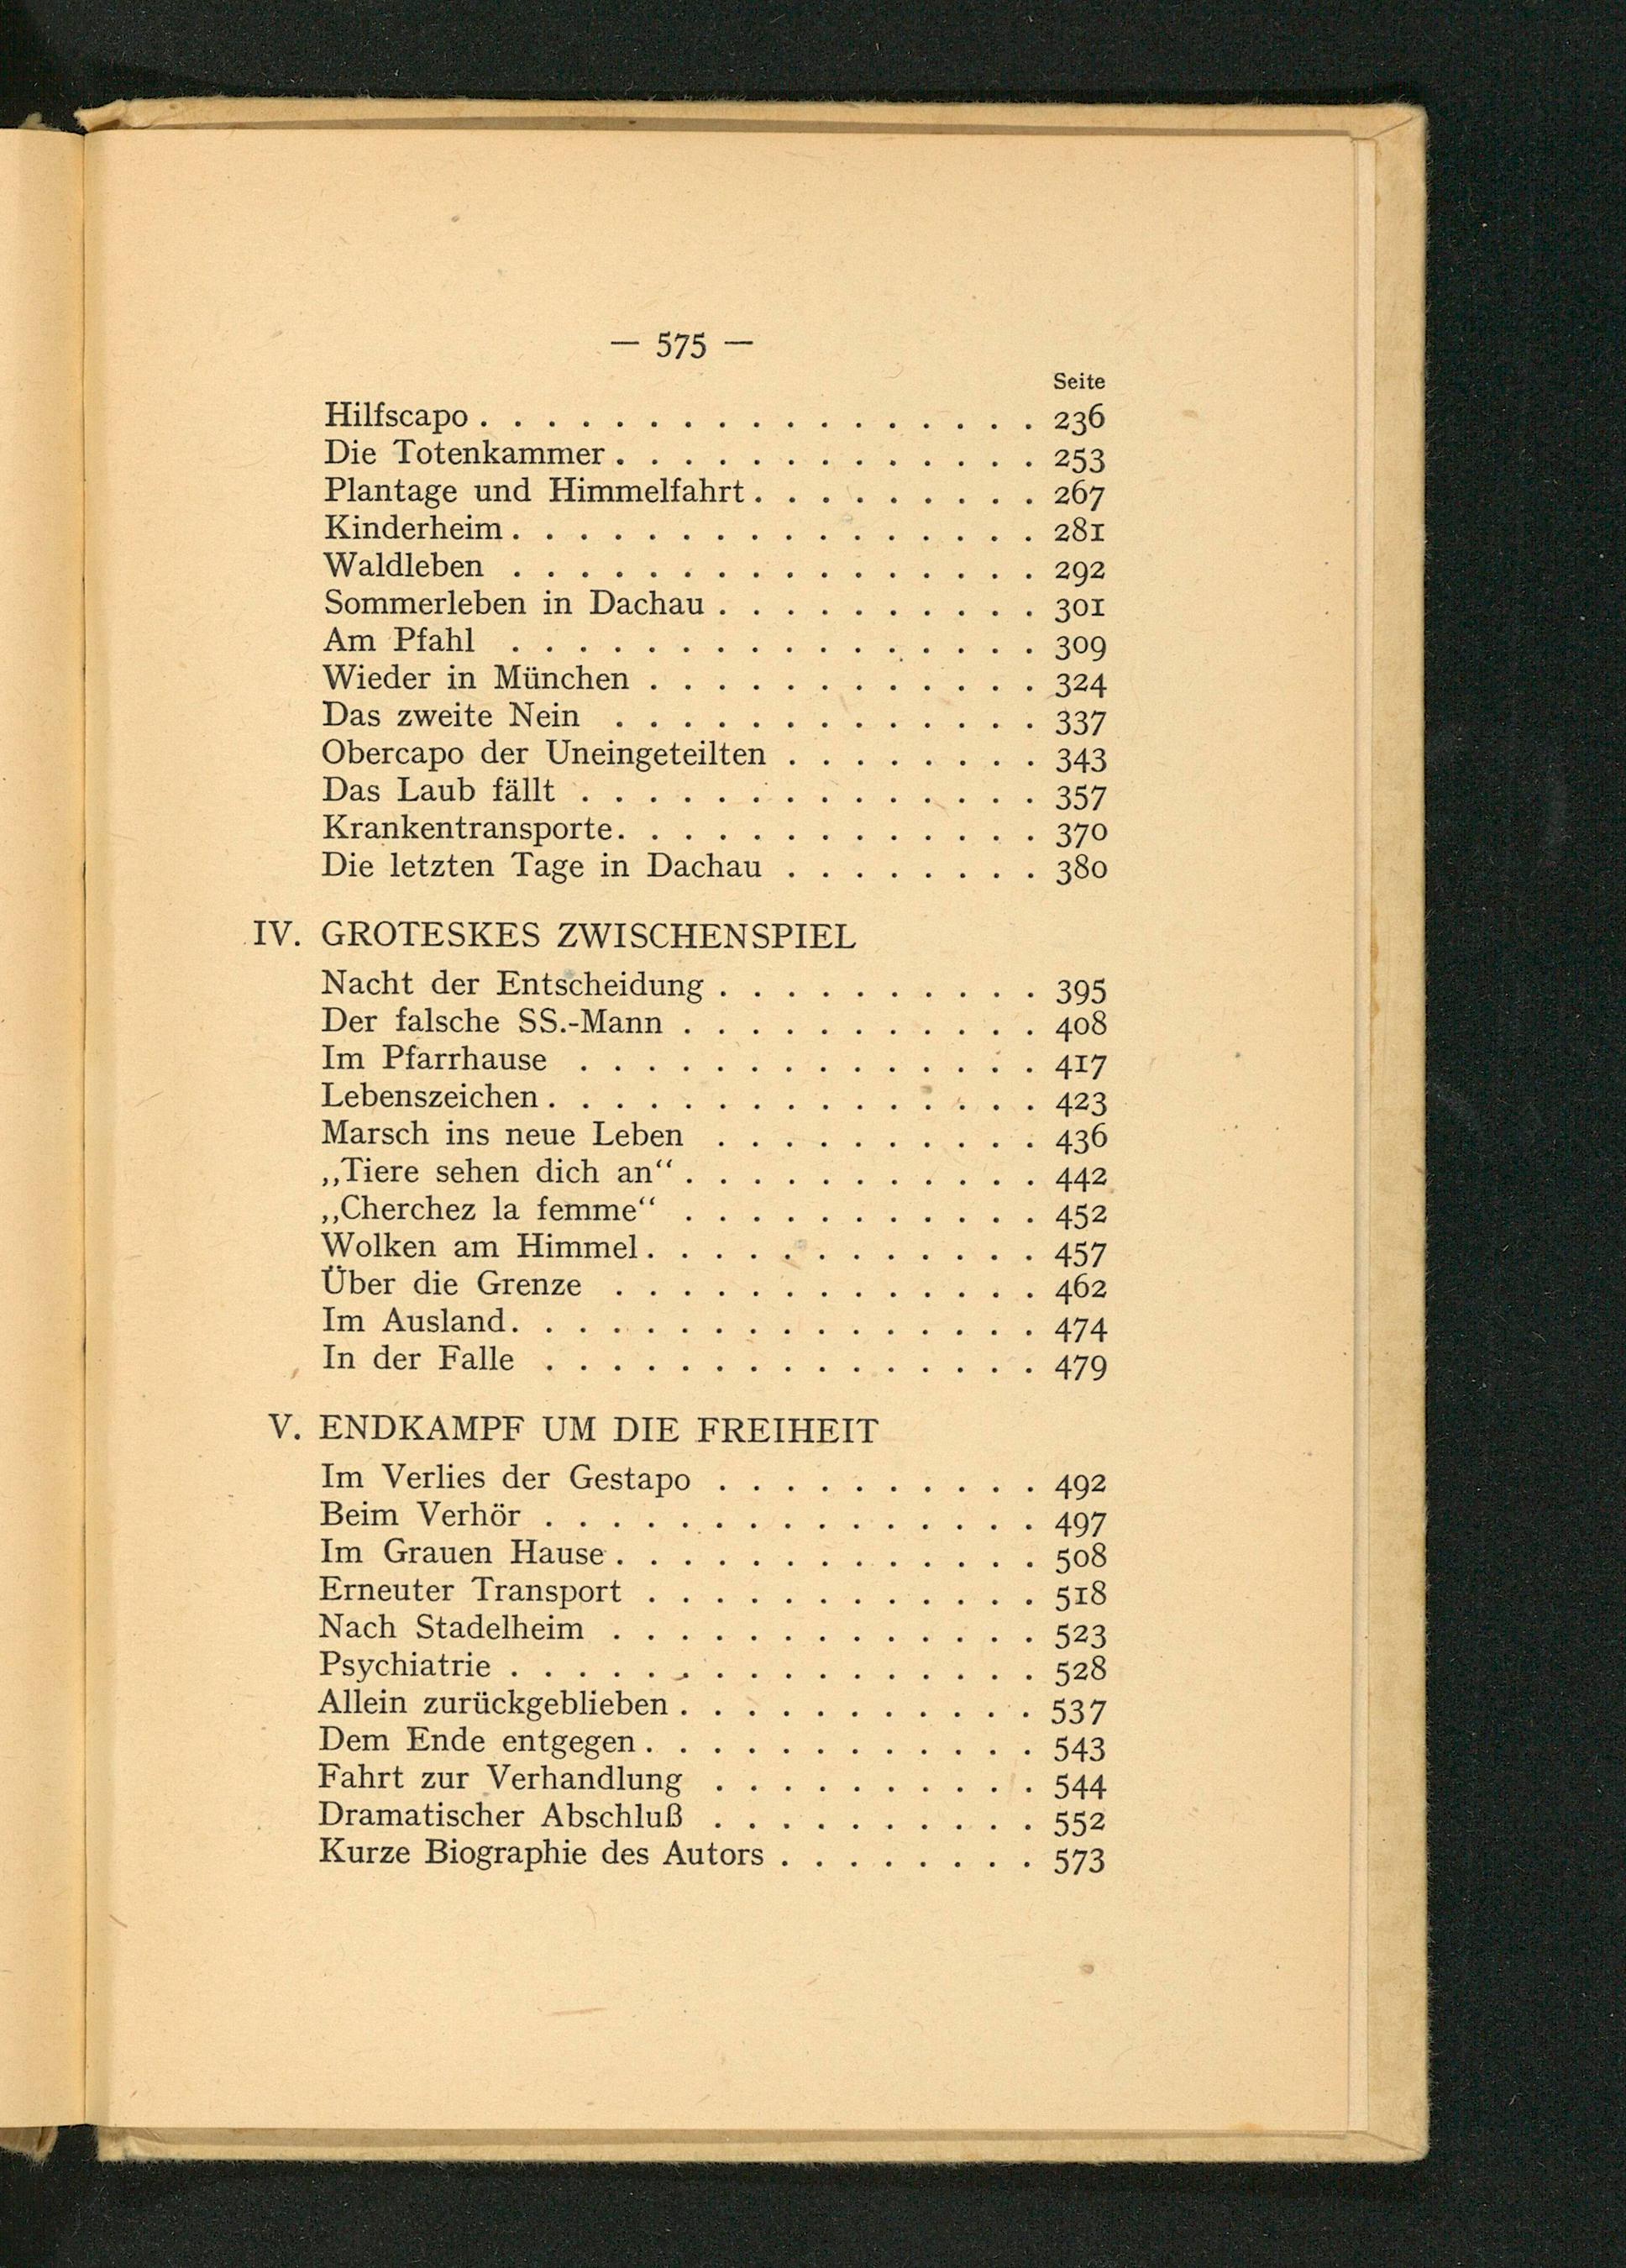 — 575 —
Seite
Hilfscapo . . . . . . . . . . . . . . . . . 236
Die Totenkammer . . . . . . . . . . . . . 253
Plantage und Himmelfahrt . . . . . . . . . 267
Kinderheim . . . . . . . . . . . . . . . . 281
Waldleben . . . . . . . . . . . . . . . . 292
Sommerleben in Dachau . . . . . . . . . . 301
Am Pfahl . . . . . . . . . . . . . . . . 309
Wieder in München . . . . . . . . . . . . 324
Das zweite Nein . . . . . . . . . . . . . 337
Obercapo der Uneingeteilten . . . . . . . . 343
Das Laub fällt . . . . . . . . . . . . . . 357
Krankentransporte . . . . . . . . . . . . . 370
Die letzten Tage in Dachau . . . . . . . . 380
IV. GROTESKES ZWISCHENSPIEL
Nacht der Entscheidung . . . . . . . . . . 395
Der falsche SS.-Mann . . . . . . . . . . . 408
Im Pfarrhause . . . . . . . . . . . . . . 417
Lebenszeichen . . . . . . . . . . . . . . . 423
Marsch ins neue Leben . . . . . . . . . . 436
„Tiere sehen dich an“ . . . . . . . . . . . 442
„Cherchez la femme“ . . . . . . . . . . . 452
Wolken am Himmel . . . . . . . . . . . . 457
Über die Grenze . . . . . . . . . . . . . 462
Im Ausland . . . . . . . . . . . . . . . . 474
In der Falle . . . . . . . . . . . . . . . 479
V. ENDKAMPF UM DIE FREIHEIT
Im Verlies der Gestapo . . . . . . . . . . 492
Beim Verhör . . . . . . . . . . . . . . . 497
Im Grauen Hause . . . . . . . . . . . . . 508
Erneuter Transport . . . . . . . . . . . . 518
Nach Stadelheim . . . . . . . . . . . . . 523
Psychiatrie . . . . . . . . . . . . . . . . 528
Allein zurückgeblieben . . . . . . . . . . . 537
Dem Ende entgegen . . . . . . . . . . . . 543
Fahrt zur Verhandlung . . . . . . . . . . 544
Dramatischer Abschluß . . . . . . . . . . 552
Kurze Biographie des Autors . . . . . . . . 573